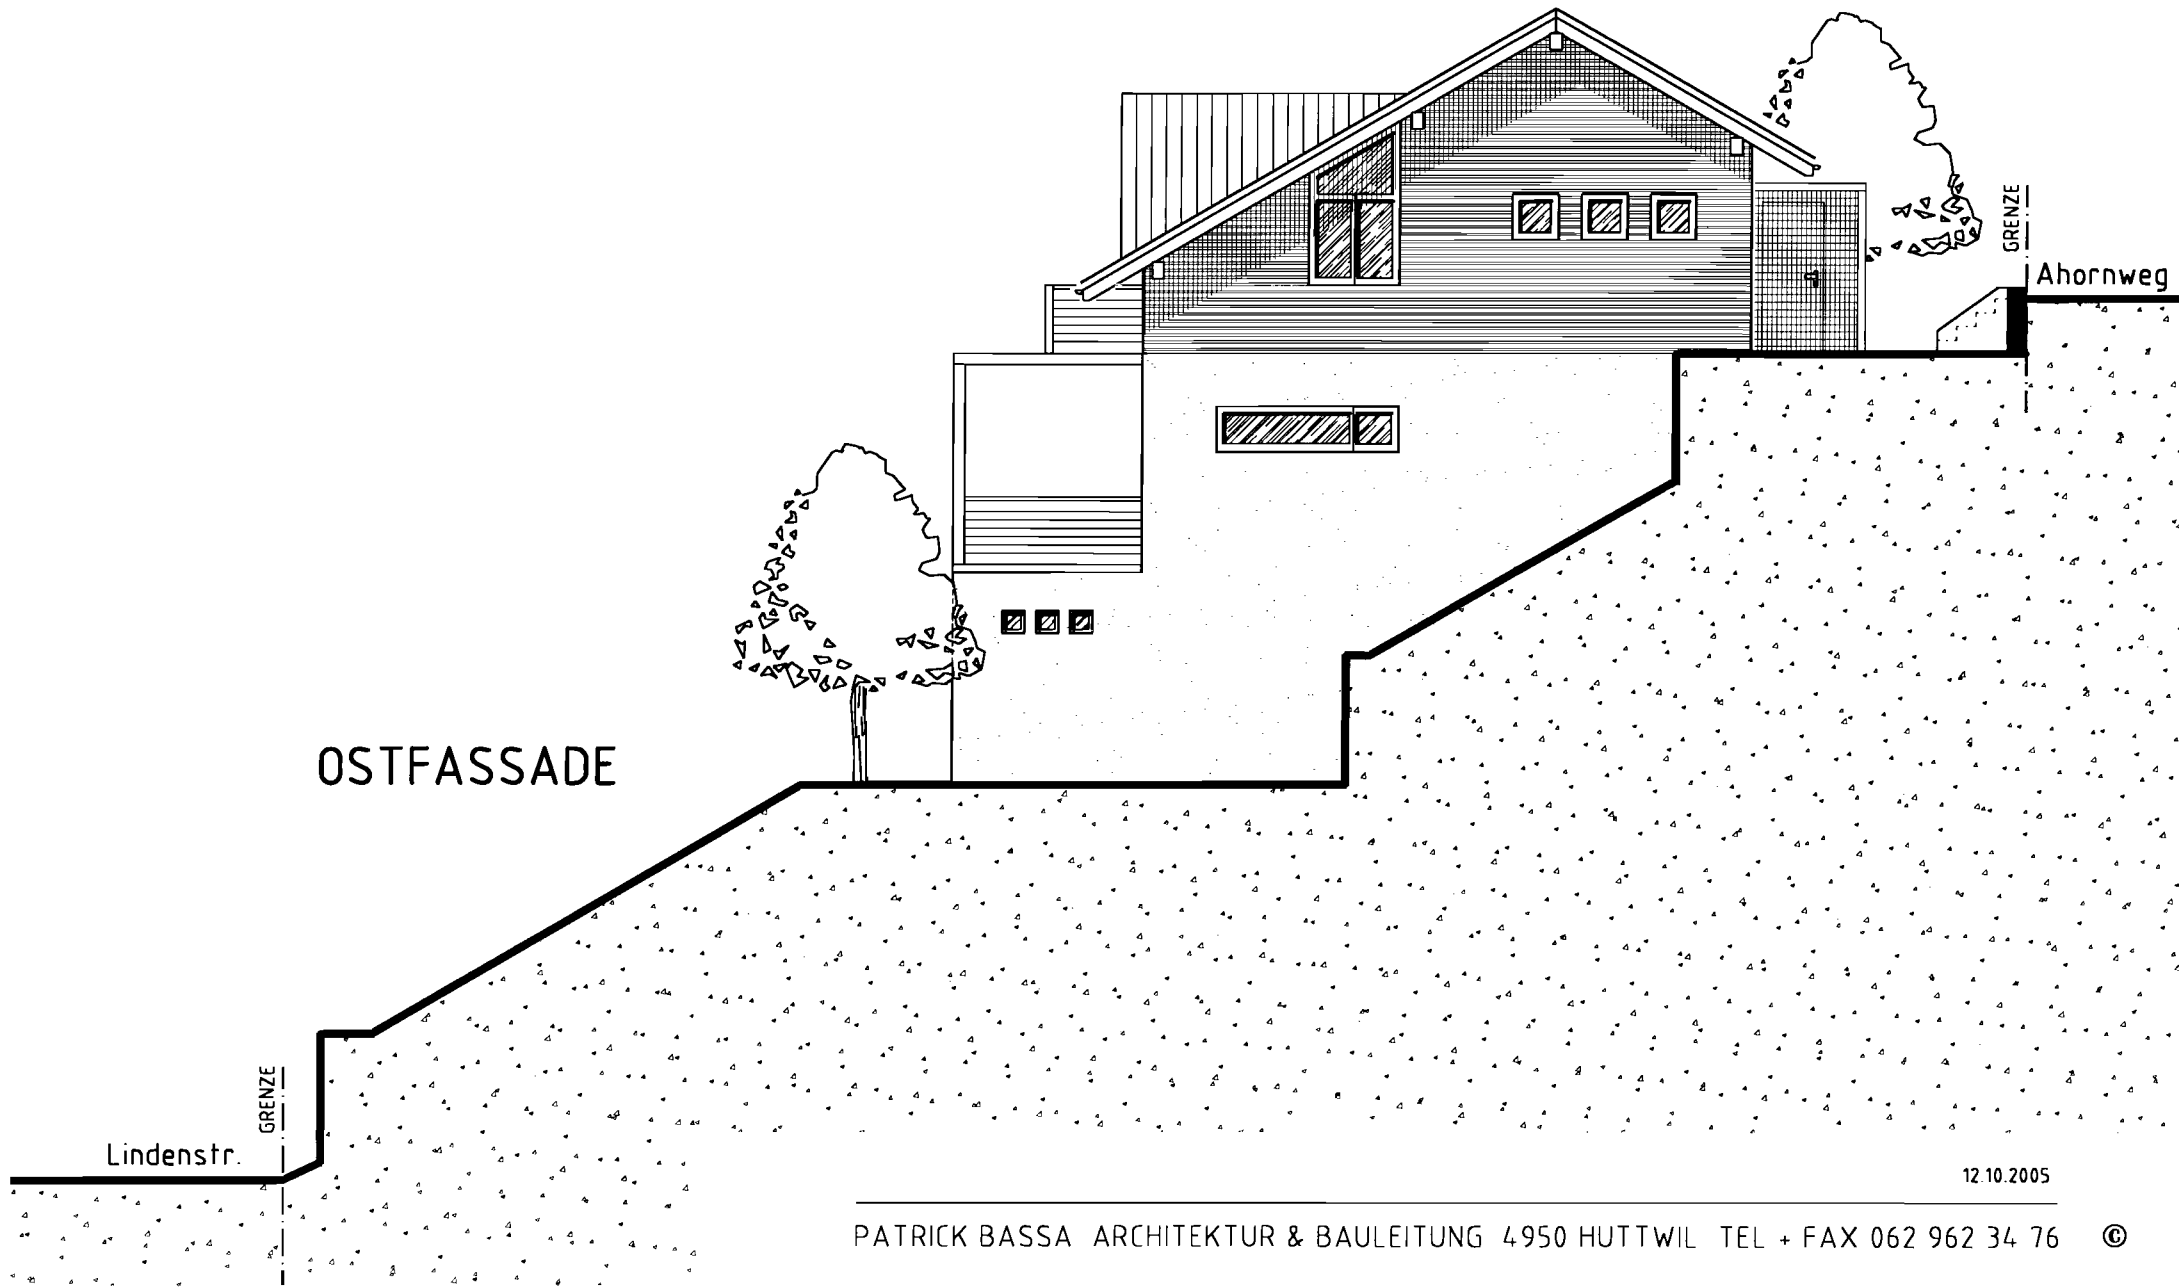 GRENZE
Ahornweg
OSTFASSADE
GRENZE
Lindenstr.
12.10.2005
PATRICK BASSA ARCHITEKTUR & BAULEITUNG 4950 HUTTWIL TEL + FAX 062 962 34 76 ©